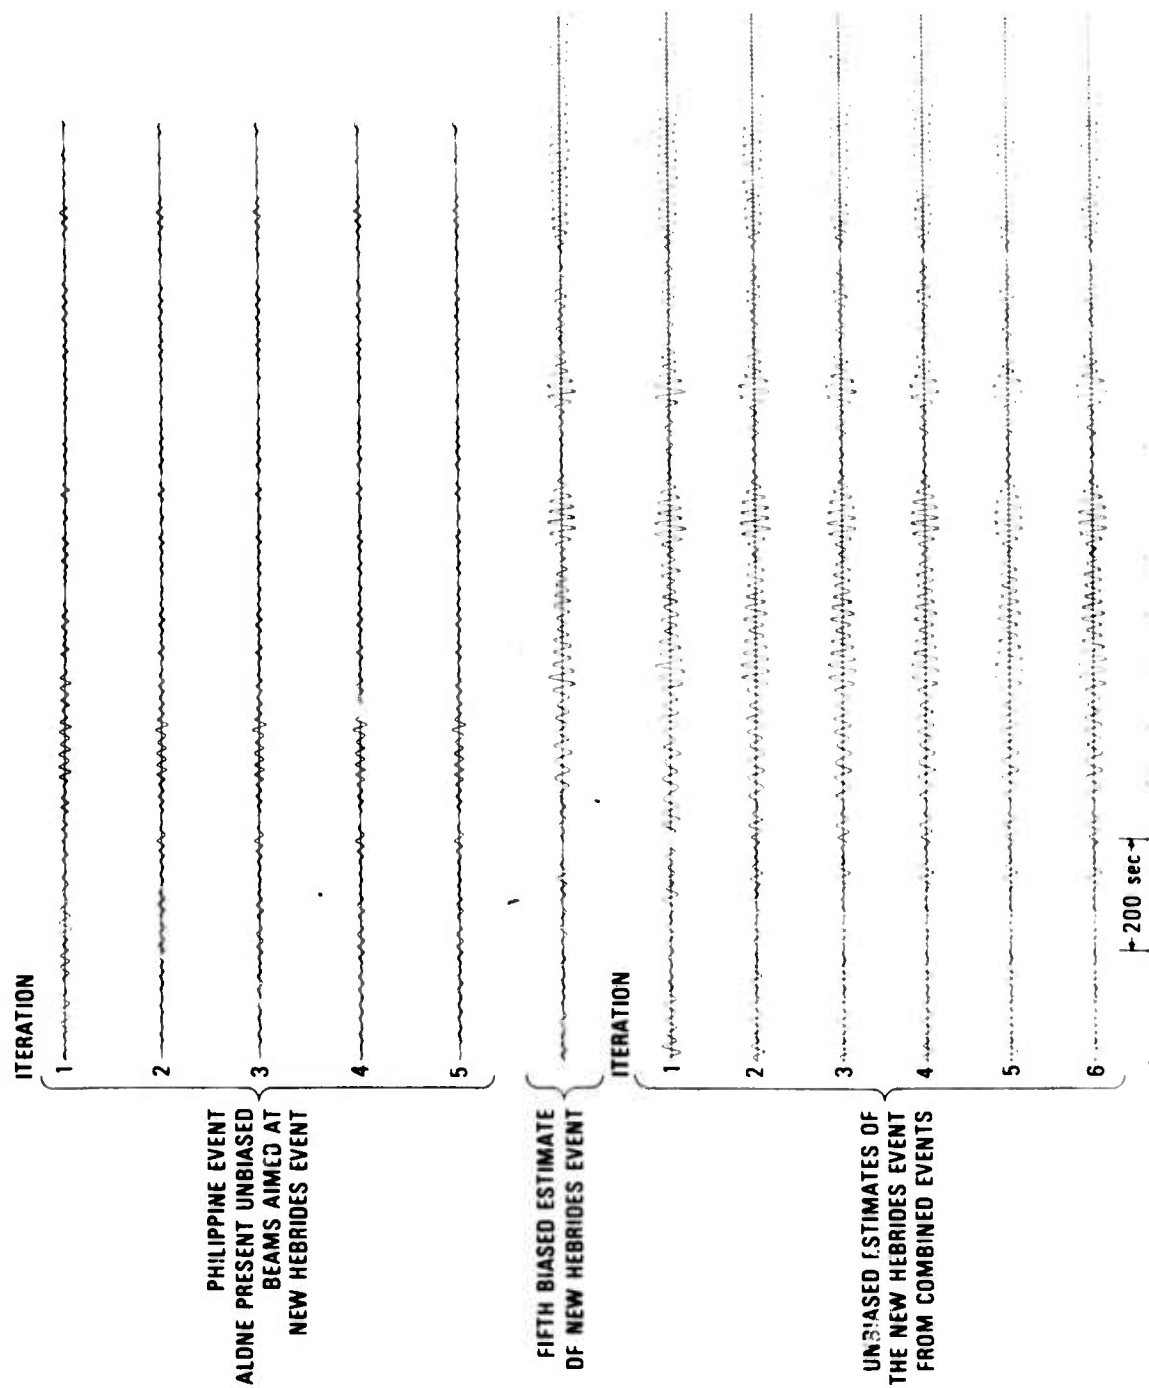 ITERATION
PHILIPPINE EVENT
ALONE PRESENT UNBIASED
BEAMS AIMED AT
NEW HEBRIDES EVENT
1
2
3
4
5
FIFTH BIASED ESTIMATE
OF NEW HEBRIDES EVENT
ITERATION
UNBIASED ESTIMATES OF
THE NEW HEBRIDES EVENT
FROM COMBINED EVENTS
1
2
3
4
5
6
200 sec